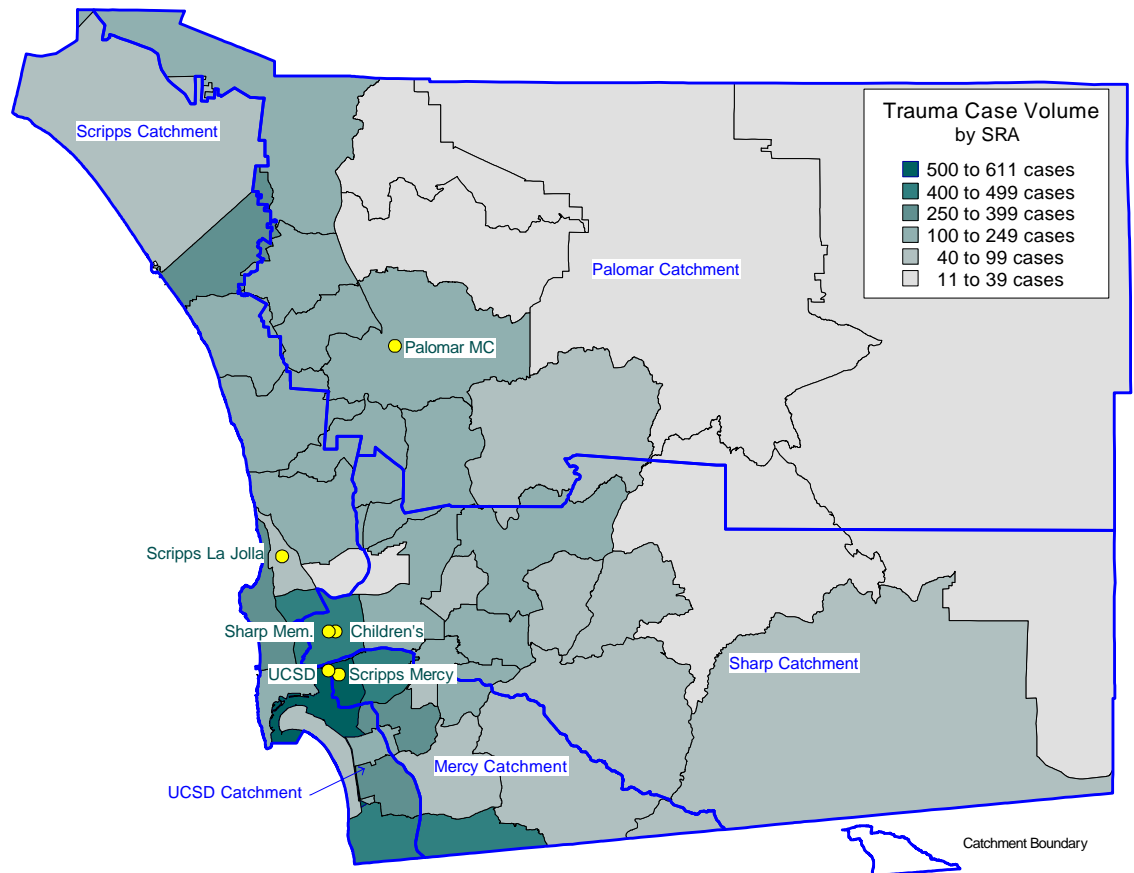 Trauma Case Volume
by SRA
500 to 611 cases
400 to 499 cases
250 to 399 cases
100 to 249 cases
40 to 99 cases
11 to 39 cases
Scripps Catchment
Palomar Catchment
Palomar MC
Scripps La Jolla
Sharp Mem.
Children's
UCSD
Scripps Mercy
Sharp Catchment
Mercy Catchment
UCSD Catchment
Catchment Boundary